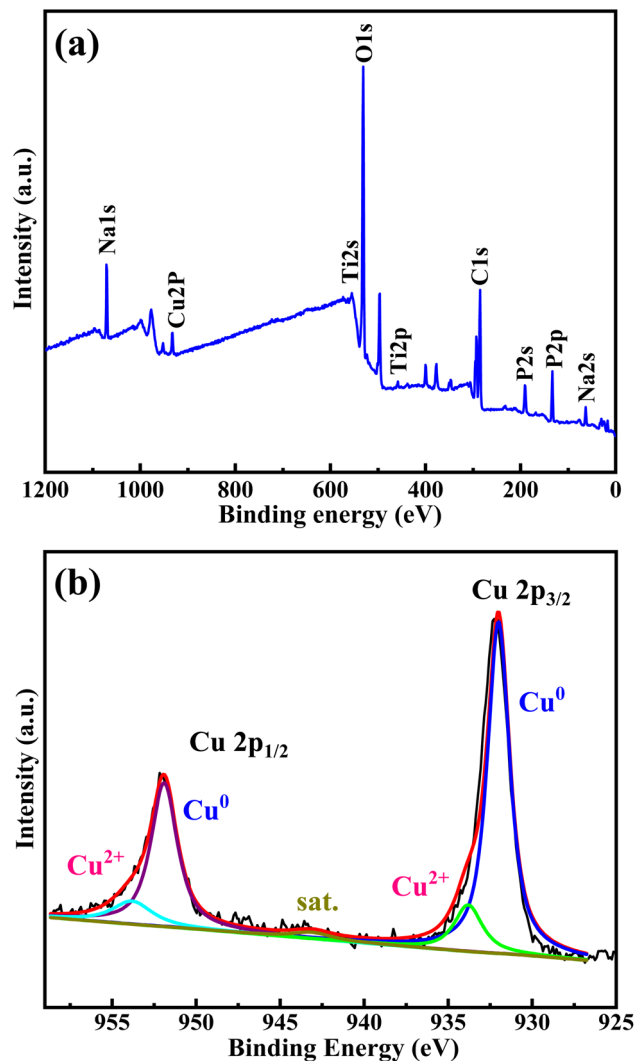 (a)
O1s
Na1s
Cu2P
Ti2s
Ti2p
C1s
P2s
P2p
Na2s
Intensity (a.u.)
1200 1000 800 600 400 200 0
Binding energy (eV)
(b)
Cu 2p₃/₂
Cu⁰
Cu 2p₁/₂
Cu⁰
Cu²⁺
Cu²⁺
sat.
Intensity (a.u.)
955 950 945 940 935 930 925
Binding Energy (eV)